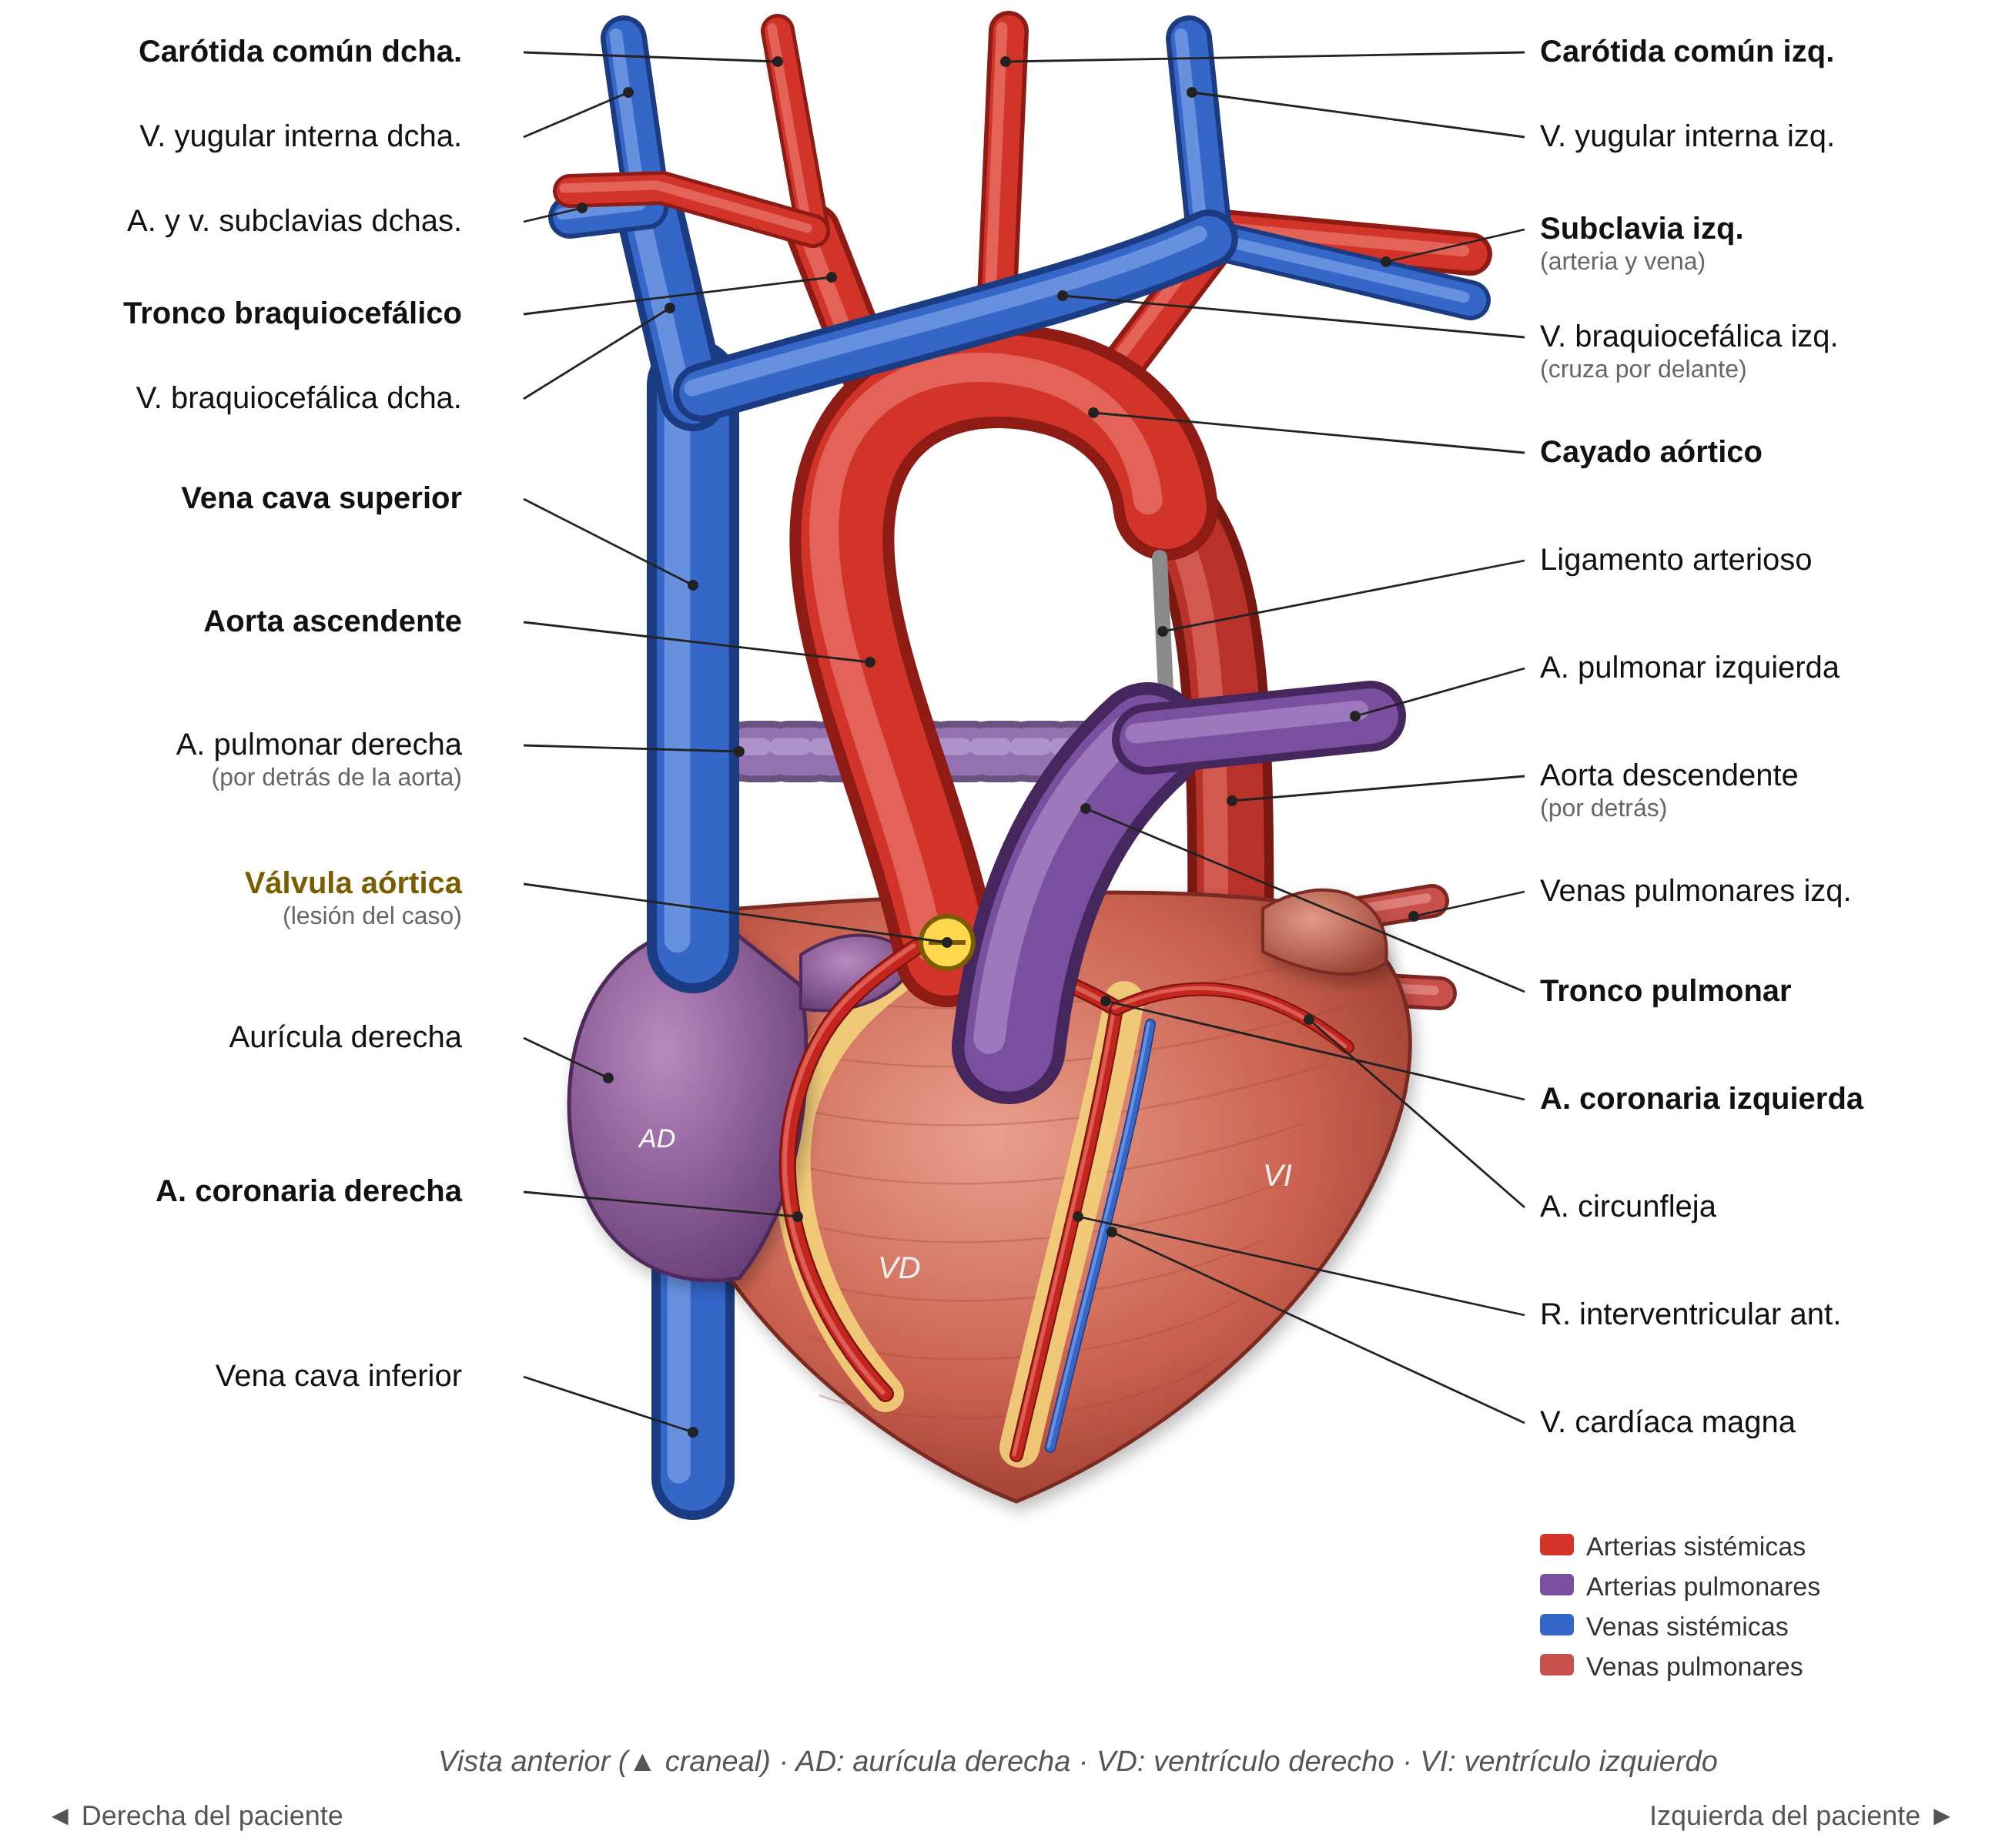 Carótida común dcha.
V. yugular interna dcha.
A. y v. subclavias dchas.
Tronco braquiocefálico
V. braquiocefálica dcha.
Vena cava superior
Aorta ascendente
A. pulmonar derecha
(por detrás de la aorta)
Válvula aórtica
(lesión del caso)
Aurícula derecha
A. coronaria derecha
Vena cava inferior
AD
VD
VI
Carótida común izq.
V. yugular interna izq.
Subclavia izq.
(arteria y vena)
V. braquiocefálica izq.
(cruza por delante)
Cayado aórtico
Ligamento arterioso
A. pulmonar izquierda
Aorta descendente
(por detrás)
Venas pulmonares izq.
Tronco pulmonar
A. coronaria izquierda
A. circunfleja
R. interventricular ant.
V. cardíaca magna
Arterias sistémicas
Arterias pulmonares
Venas sistémicas
Venas pulmonares
Vista anterior (▲ craneal) · AD: aurícula derecha · VD: ventrículo derecho · VI: ventrículo izquierdo
◄ Derecha del paciente
Izquierda del paciente ►